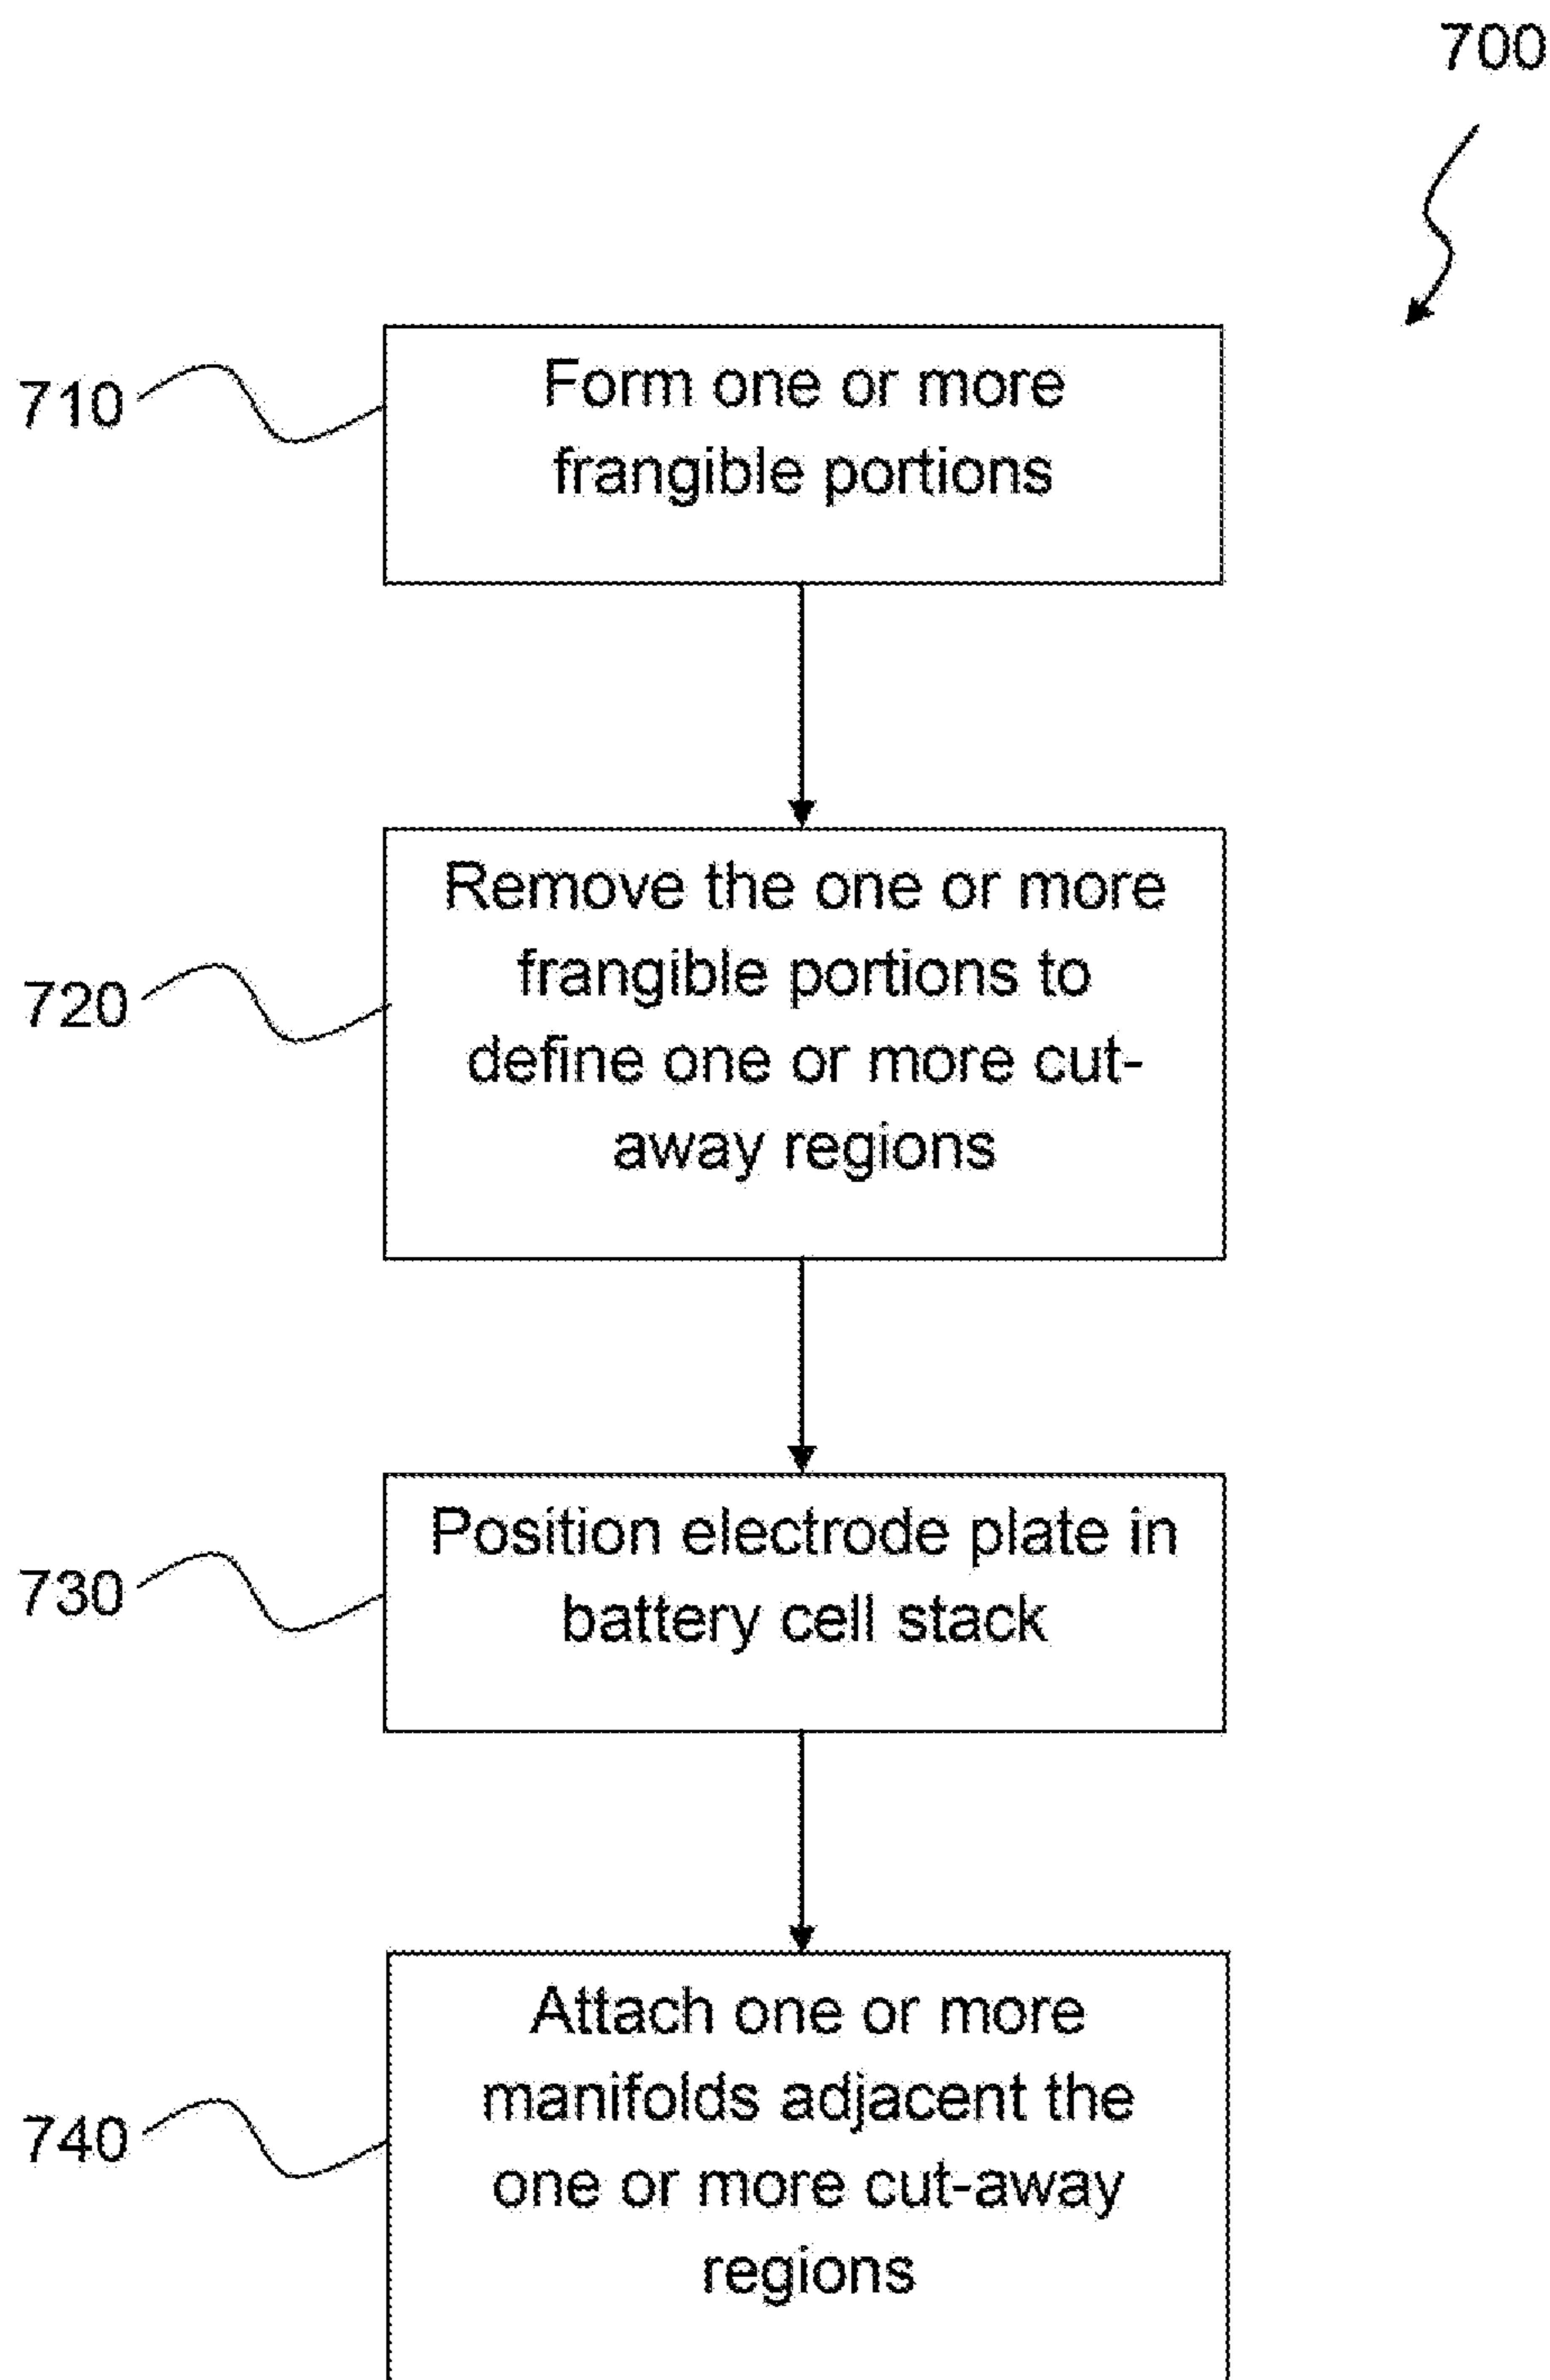 700
710
Form one or more
frangible portions
720
Remove the one or more
frangible portions to
define one or more cut-
away regions
730
Position electrode plate in
battery cell stack
740
Attach one or more
manifolds adjacent the
one or more cut-away
regions